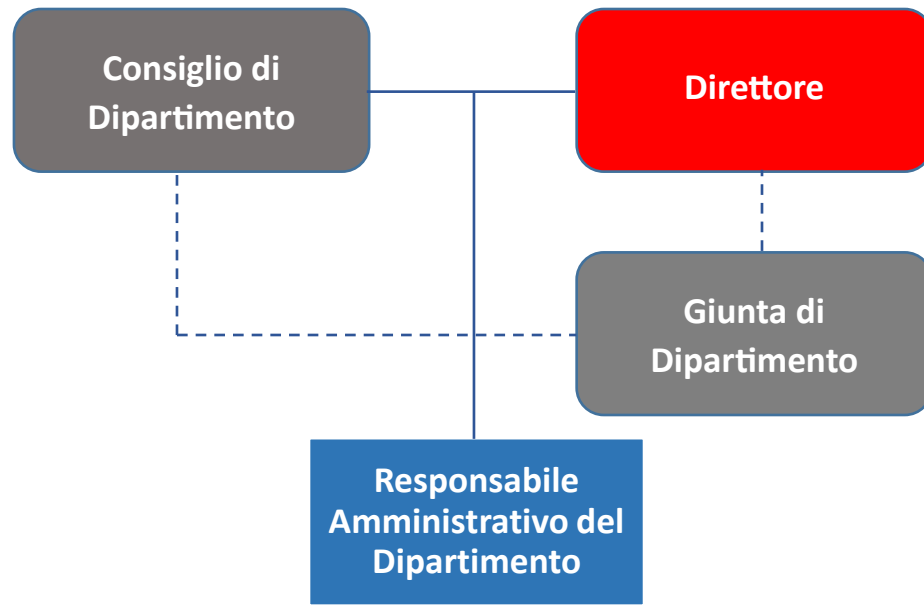 Consiglio di
Dipartimento
Direttore
Giunta di
Dipartimento
Responsabile
Amministrativo del
Dipartimento